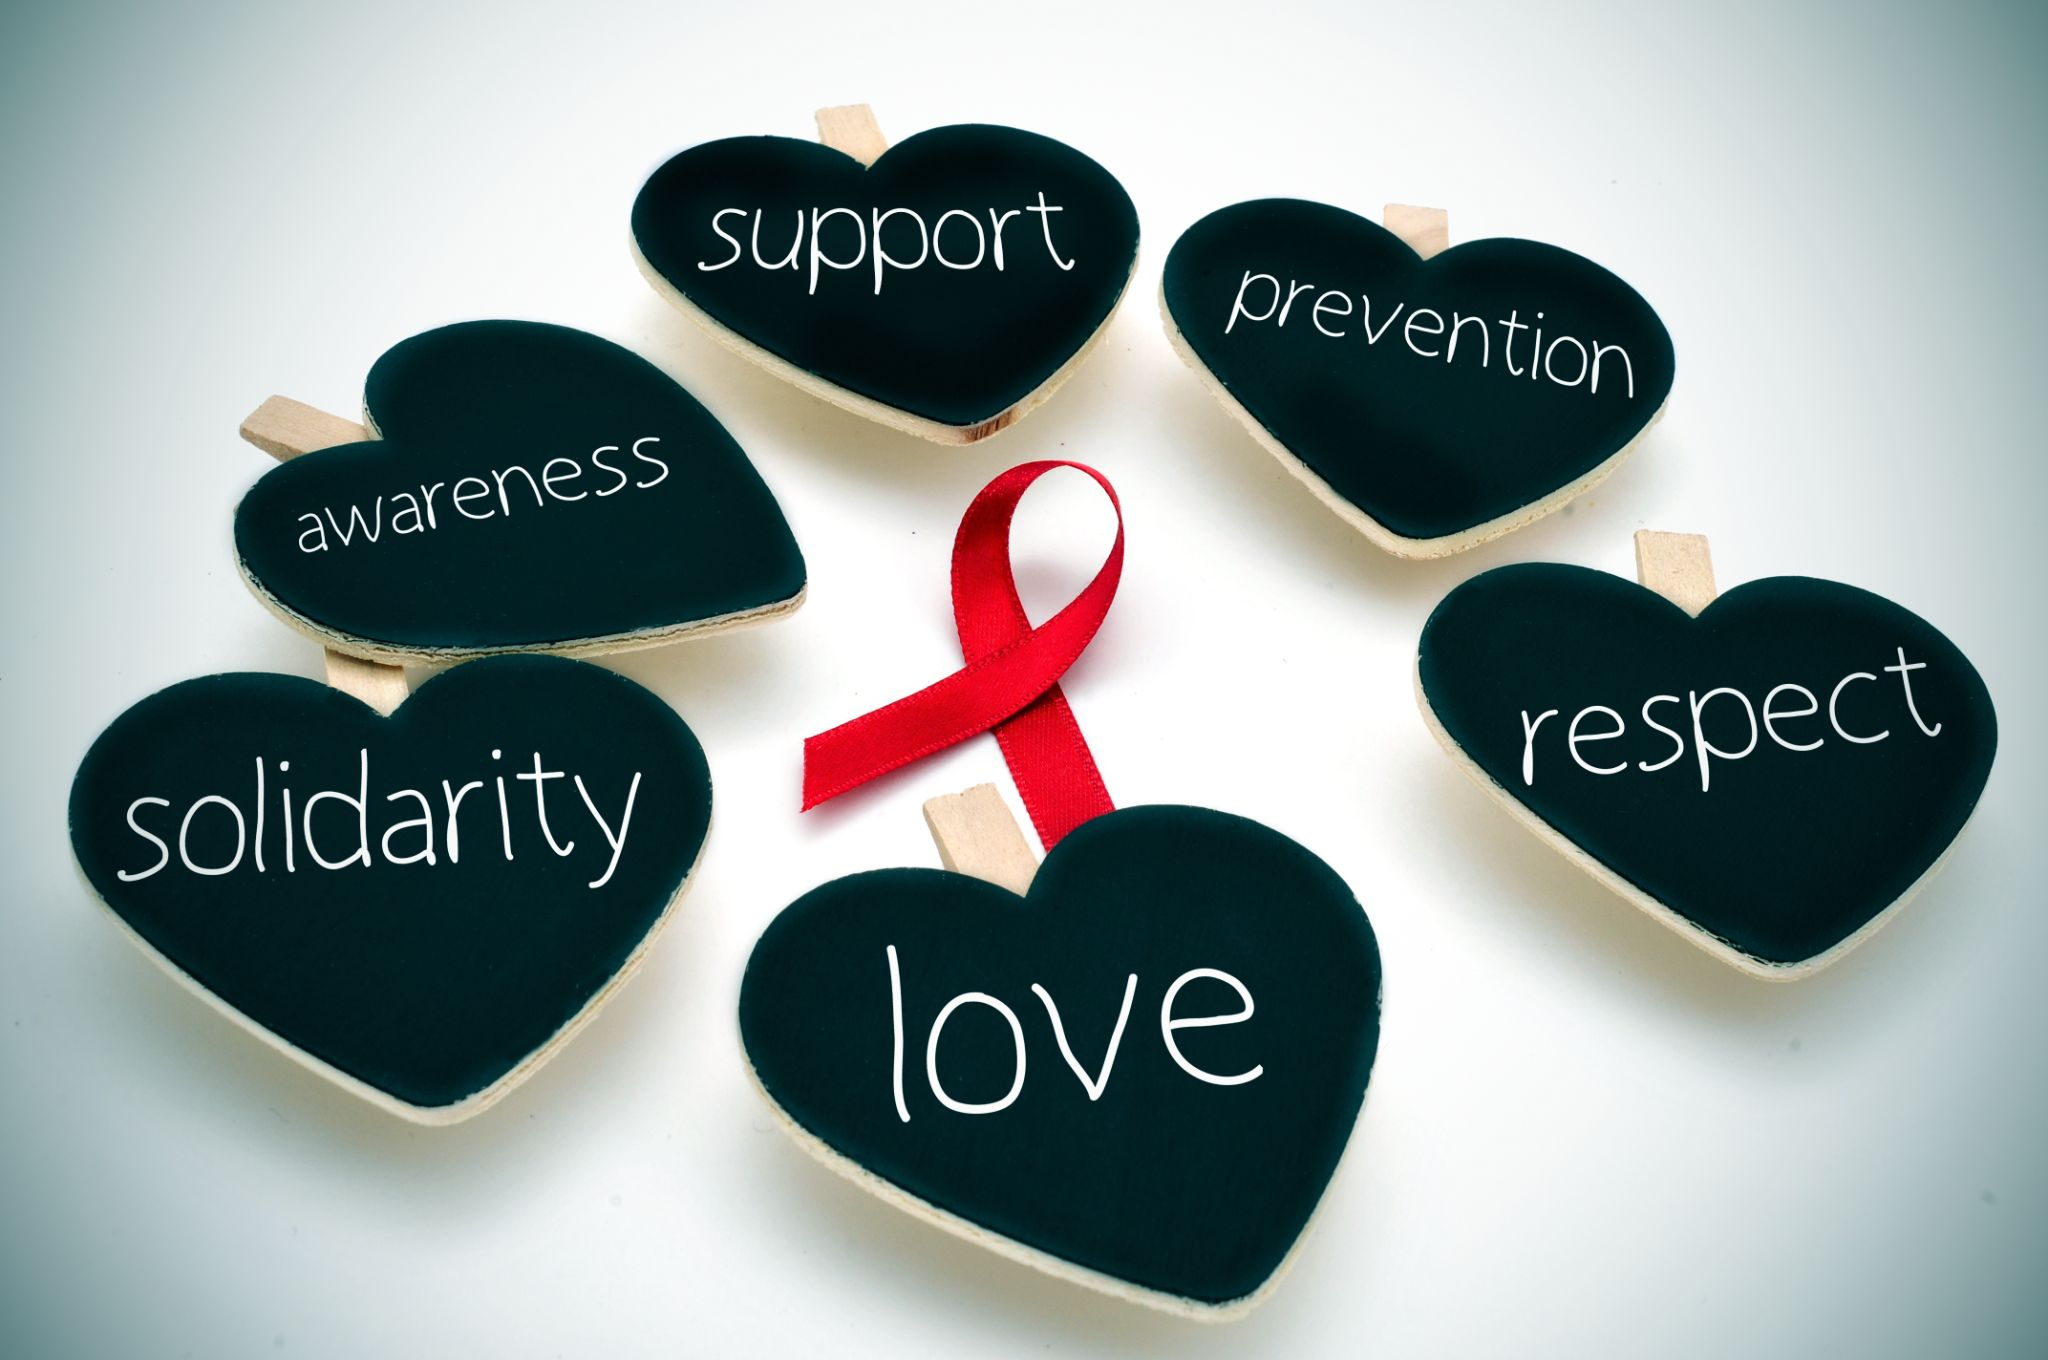 support
prevention
awareness
respect
solidarity
love